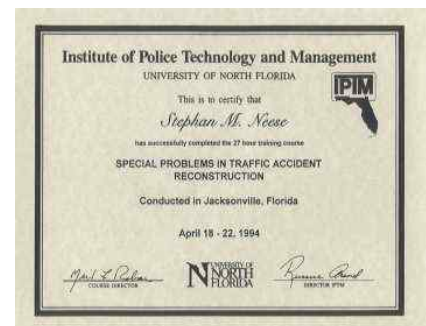 Institute of Police Technology and Management
UNIVERSITY OF NORTH FLORIDA
IPTM
This is to certify that
Stephan M. Neese
has successfully completed the 27 hour training course
SPECIAL PROBLEMS IN TRAFFIC ACCIDENT
RECONSTRUCTION
Conducted in Jacksonville, Florida
April 18 - 22, 1994
COURSE DIRECTOR
UNIVERSITY OF
NORTH
FLORIDA
DIRECTOR IPTM